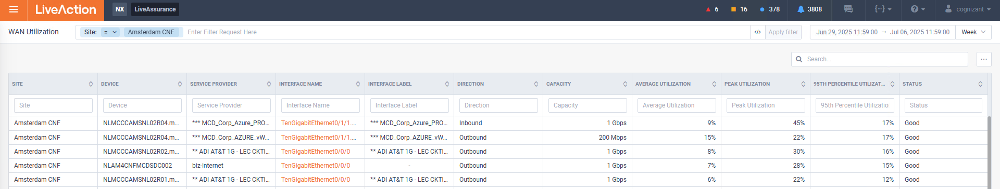 LiveAction NX LiveAssurance 6 16 378 3808 {···} cognizant
WAN Utilization Site: = Amsterdam CNF Enter Filter Request Here </> Apply filter Jun 29, 2025 11:59:00 → Jul 06, 2025 11:59:00 Week
Search... ...
SITE DEVICE SERVICE PROVIDER INTERFACE NAME INTERFACE LABEL DIRECTION CAPACITY AVERAGE UTILIZATION PEAK UTILIZATION 95TH PERCENTILE UTILIZAT... STATUS
Site Device Service Provider Interface Name Interface Label Direction Capacity Average Utilization Peak Utilization 95th Percentile Utilization Status
Amsterdam CNF NLMCCCAMSNL02R04.m... *** MCD_Corp_Azure_PRO... TenGigabitEthernet0/1/1.... *** MCD_Corp_Azure_PRO... Inbound 1 Gbps 9% 45% 17% Good
Amsterdam CNF NLMCCCAMSNL02R04.m... *** MCD_Corp_AZURE_vW... TenGigabitEthernet0/1/1.... *** MCD_Corp_AZURE_vW... Outbound 200 Mbps 15% 22% 17% Good
Amsterdam CNF NLMCCCAMSNL02R02.m... ** ADI AT&T 1G - LEC CKTI... TenGigabitEthernet0/0/0 ** ADI AT&T 1G - LEC CKTI... Outbound 1 Gbps 8% 30% 16% Good
Amsterdam CNF NLAM4CNFMCDSDC002 biz-internet TenGigabitEthernet0/0/0 - Outbound 1 Gbps 7% 28% 15% Good
Amsterdam CNF NLMCCCAMSNL02R01.m... ** ADI AT&T 1G - LEC CKTI... TenGigabitEthernet0/0/0 ** ADI AT&T 1G - LEC CKTI... Outbound 1 Gbps 6% 22% 12% Good